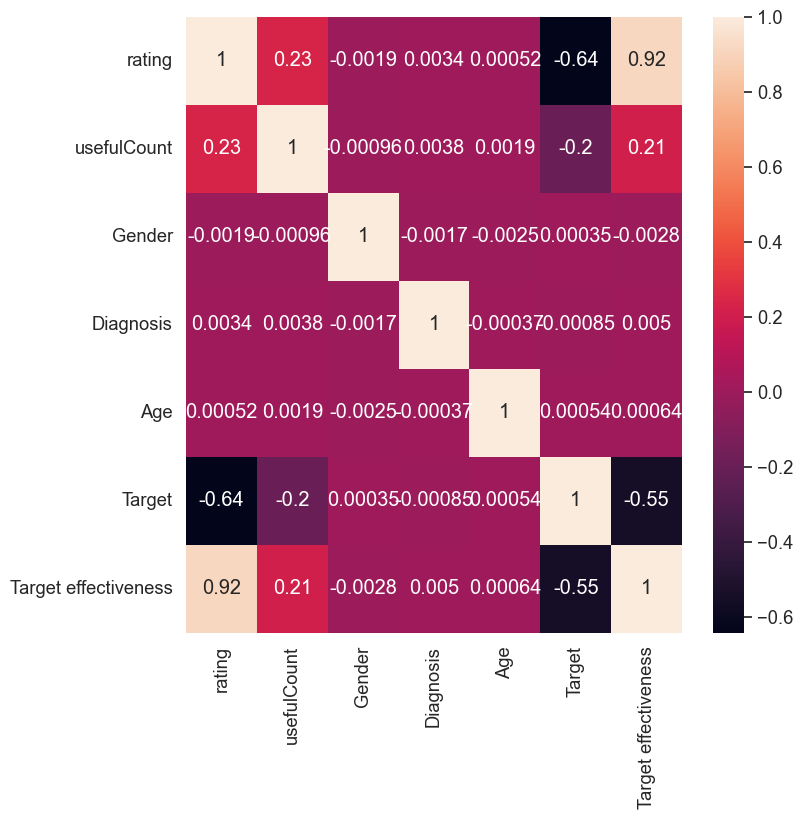 rating 1 0.23 -0.0019 0.0034 0.00052 -0.64 0.92
usefulCount 0.23 1 -0.00096 0.0038 0.0019 -0.2 0.21
Gender -0.0019 -0.00096 1 -0.0017 -0.0025 0.00035 -0.0028
Diagnosis 0.0034 0.0038 -0.0017 1 -0.00037 -0.00085 0.005
Age 0.00052 0.0019 -0.0025 -0.00037 1 0.00054 0.00064
Target -0.64 -0.2 0.00035 -0.00085 0.00054 1 -0.55
Target effectiveness 0.92 0.21 -0.0028 0.005 0.00064 -0.55 1
rating
usefulCount
Gender
Diagnosis
Age
Target
Target effectiveness
1.0
0.8
0.6
0.4
0.2
0.0
−0.2
−0.4
−0.6